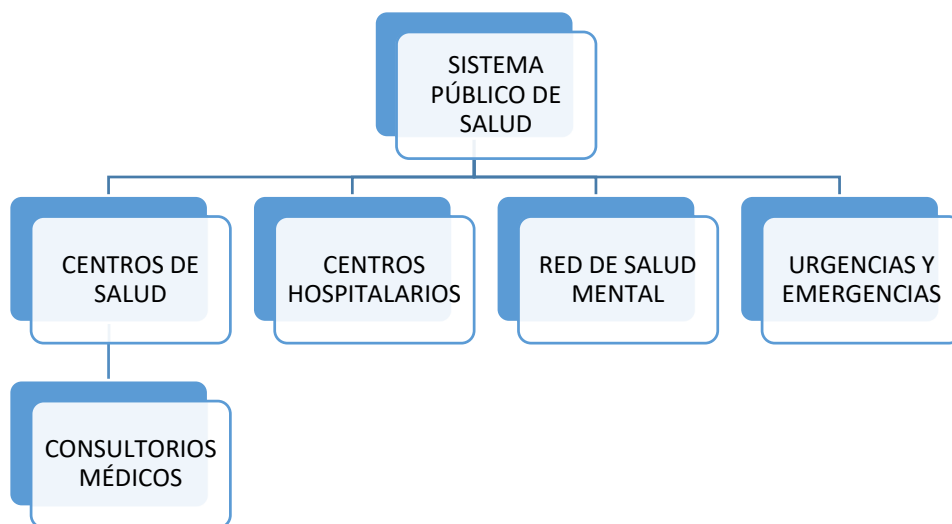 SISTEMA
PÚBLICO DE
SALUD
CENTROS DE
SALUD
CENTROS
HOSPITALARIOS
RED DE SALUD
MENTAL
URGENCIAS Y
EMERGENCIAS
CONSULTORIOS
MÉDICOS